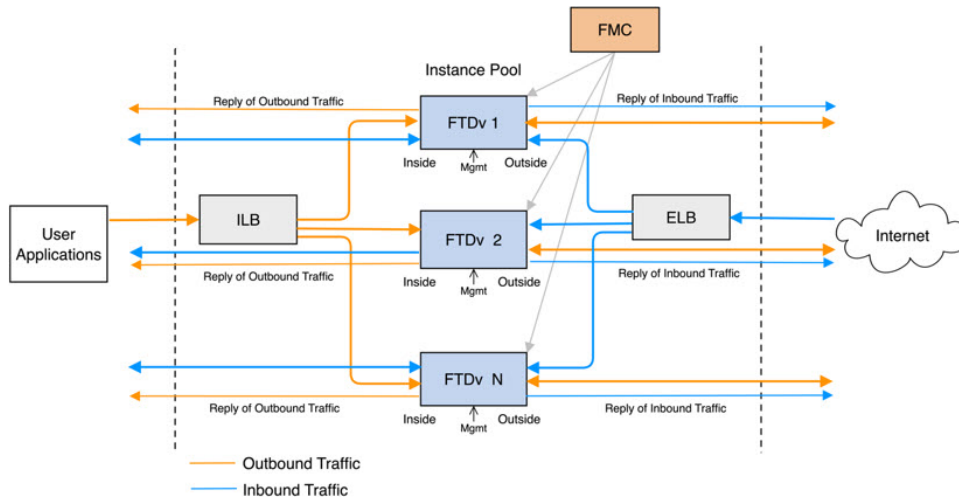 FMC
Instance Pool
Reply of Outbound Traffic
Reply of Inbound Traffic
FTDv 1
Inside
Mgmt
Outside
User
Applications
ILB
FTDv 2
ELB
Internet
Reply of Outbound Traffic
Reply of Inbound Traffic
Inside
Mgmt
Outside
FTDv N
Reply of Outbound Traffic
Reply of Inbound Traffic
Inside
Mgmt
Outside
Outbound Traffic
Inbound Traffic